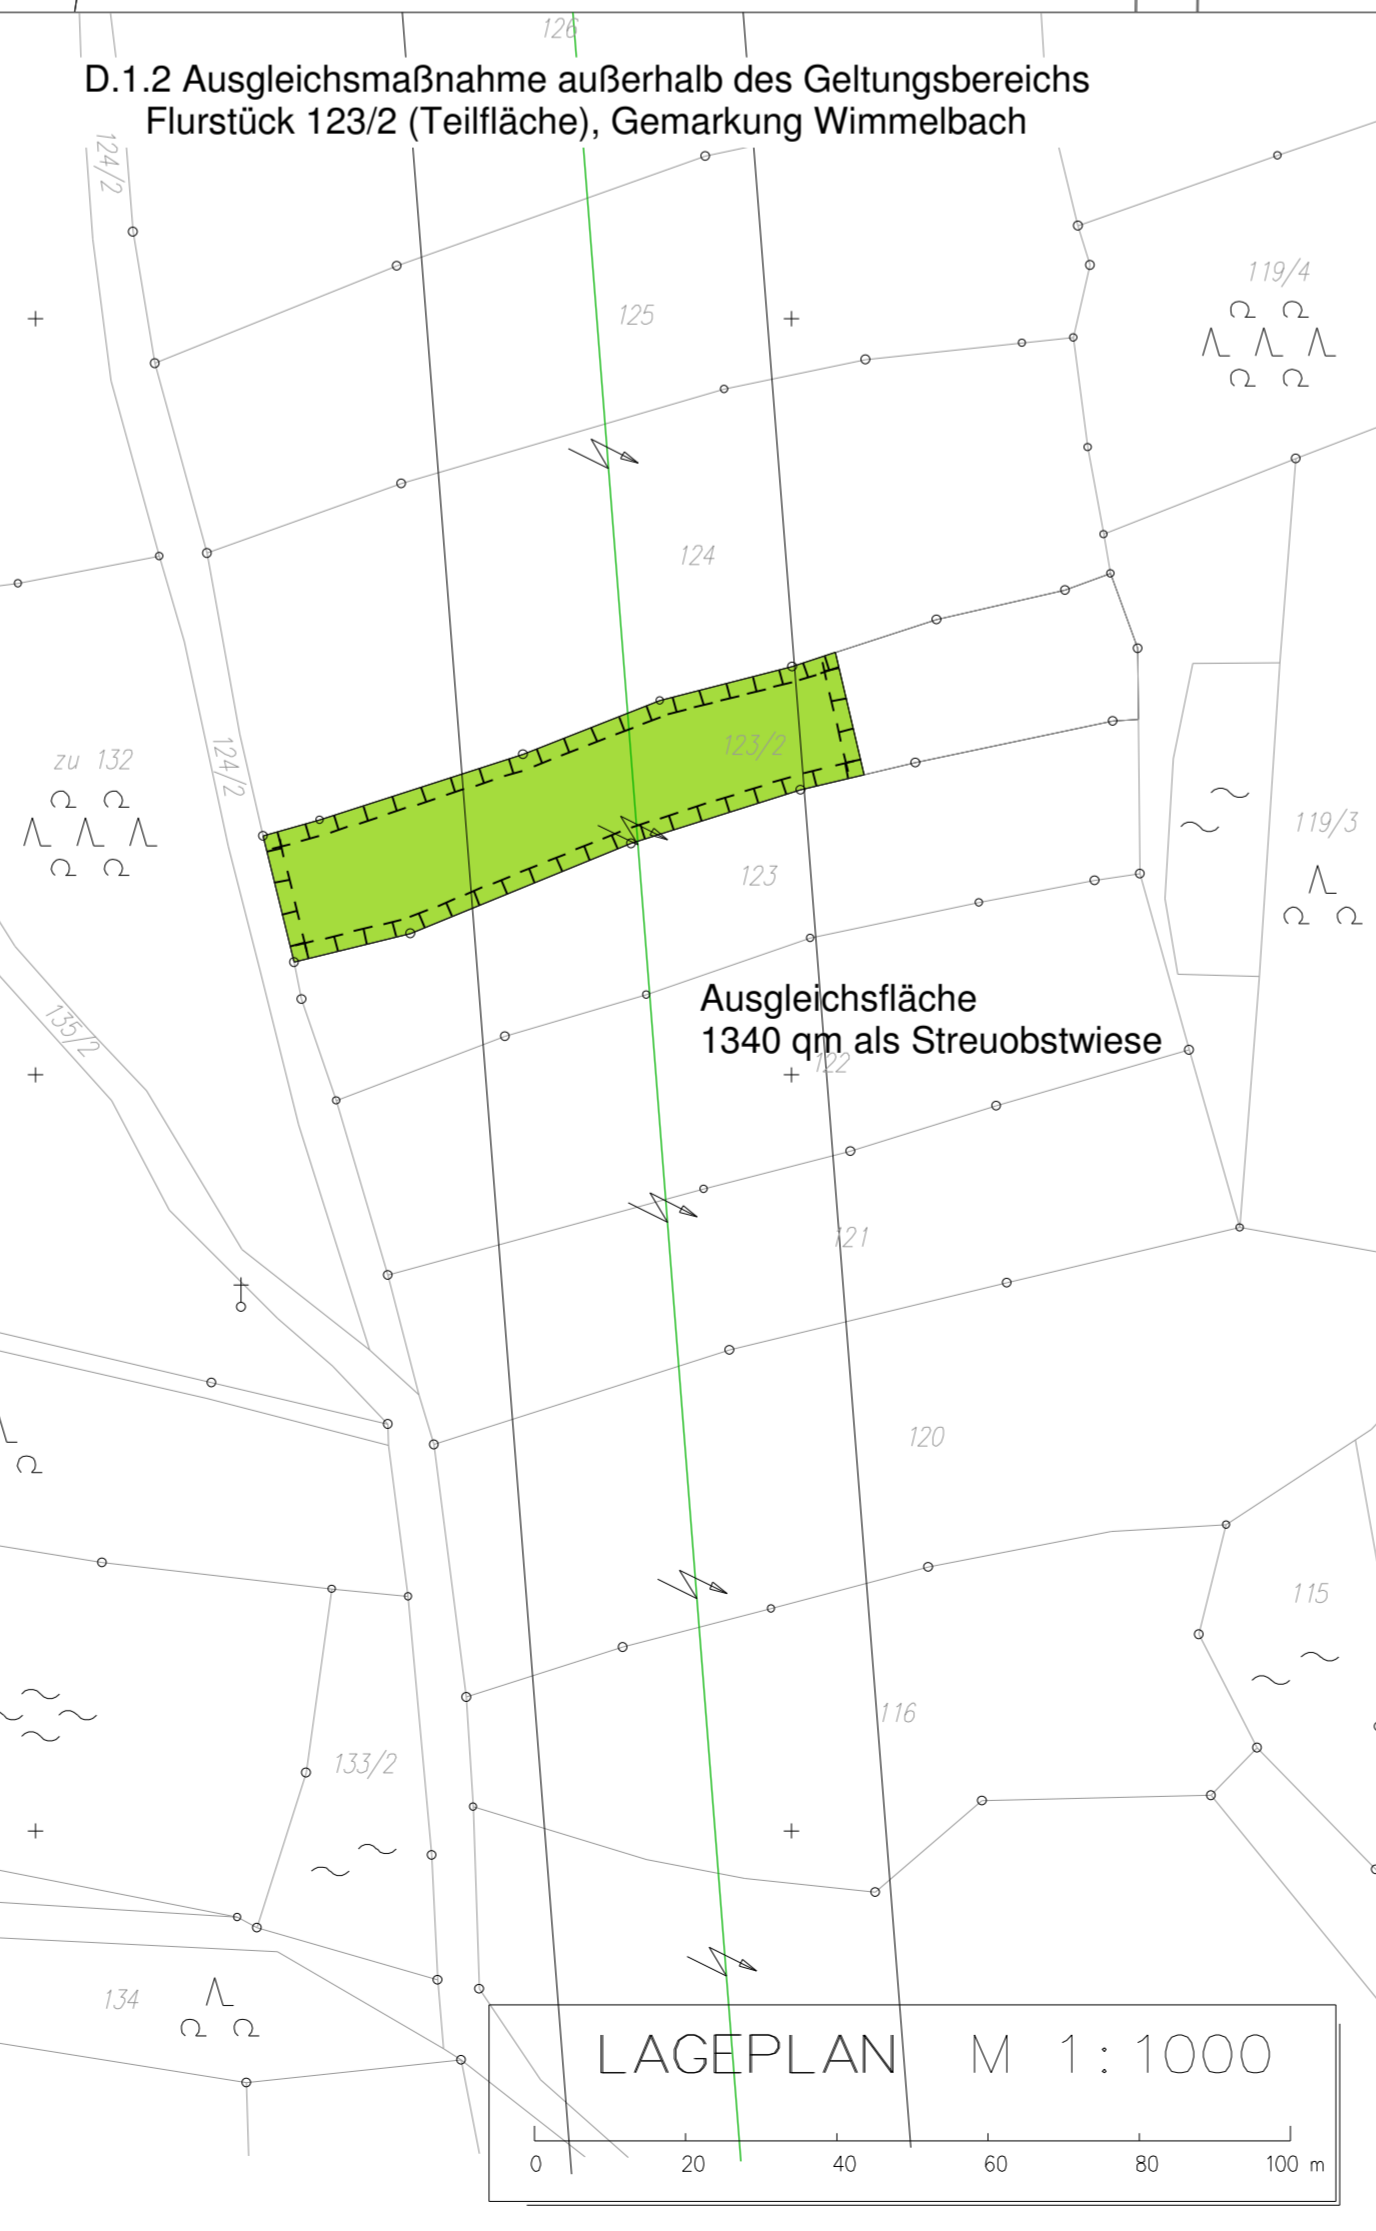 126
D.1.2 Ausgleichsmaßnahme außerhalb des Geltungsbereichs
Flurstück 123/2 (Teilfläche), Gemarkung Wimmelbach
124/2
119/4
125
124
123/2
zu 132
124/2
119/3
123
Ausgleichsfläche
1340 qm als Streuobstwiese
135/2
122
121
120
115
116
133/2
134
LAGEPLAN M 1:1000
0 20 40 60 80 100 m